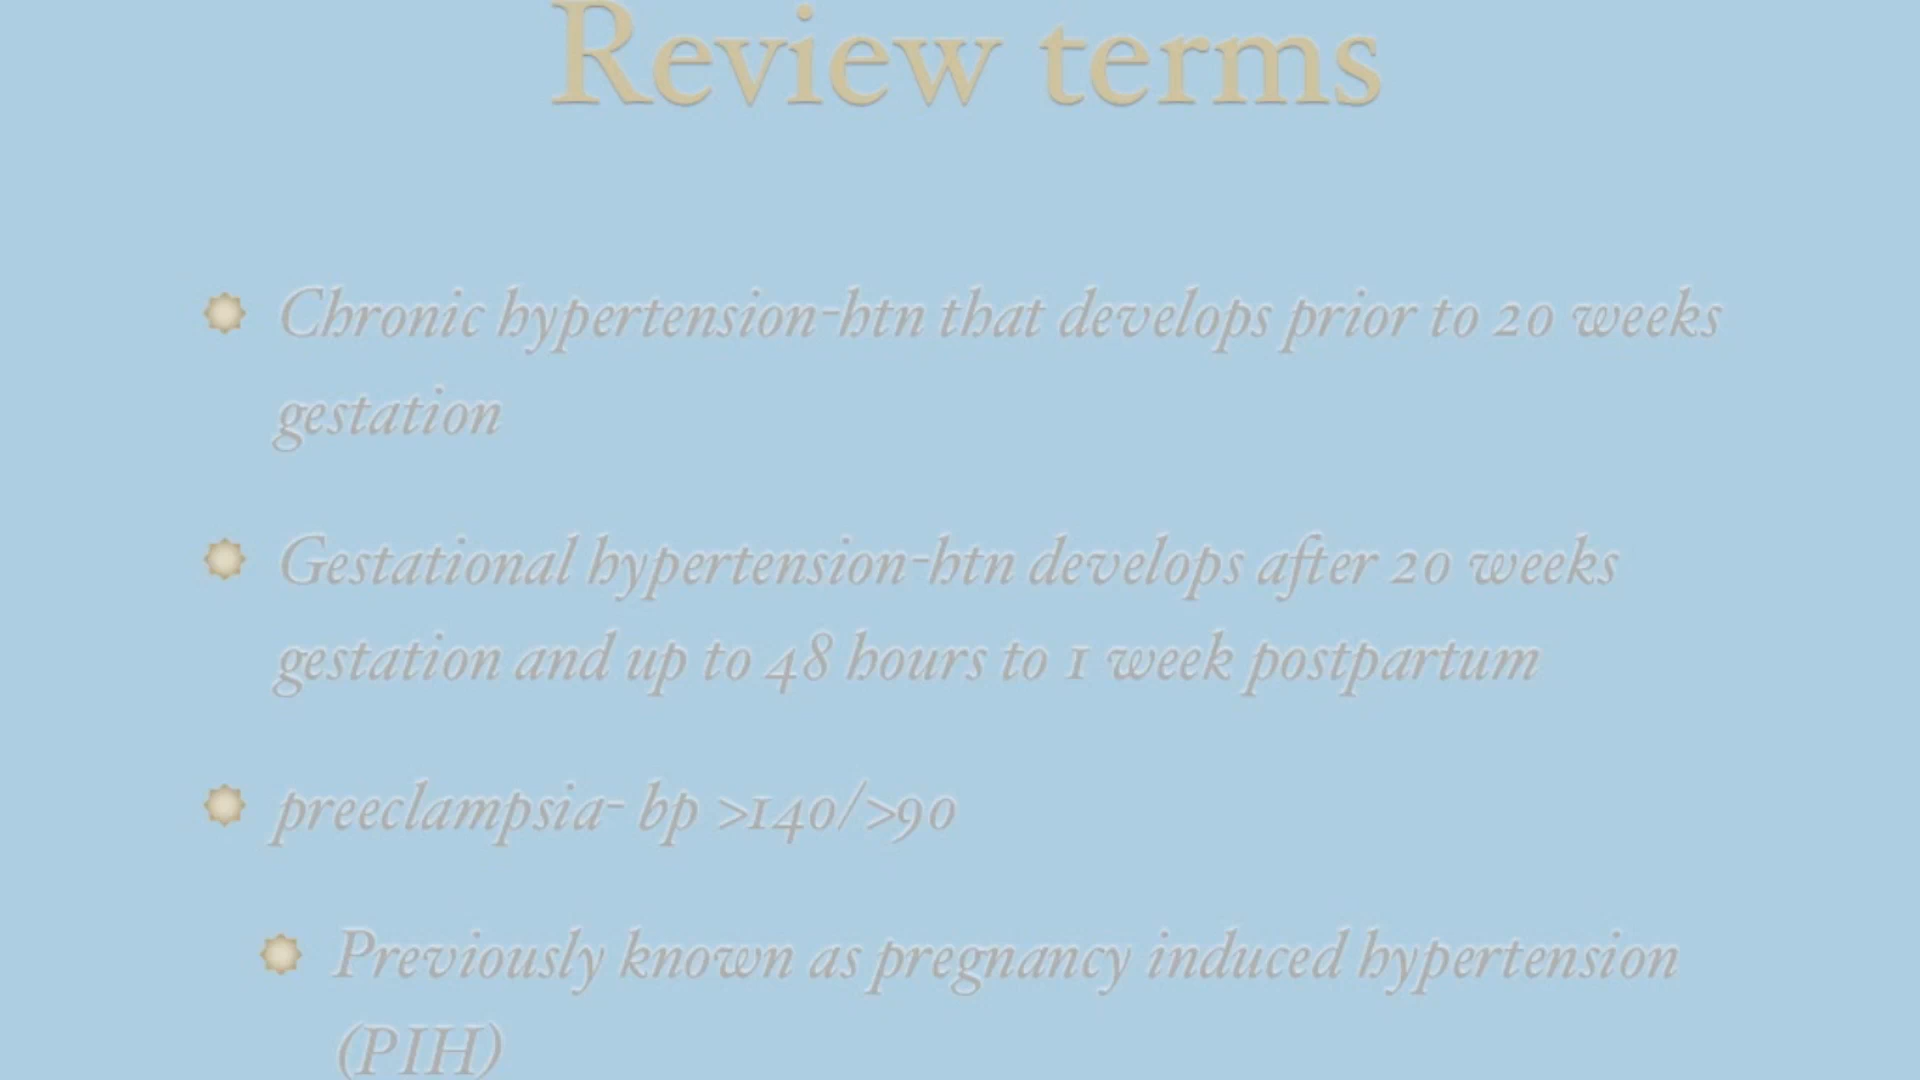 Review terms
Chronic hypertension-htn that develops prior to 20 weeks
gestation
Gestational hypertension-htn develops after 20 weeks
gestation and up to 48 hours to 1 week postpartum
preeclampsia- bp >140/>90
Previously known as pregnancy induced hypertension
(PIH)